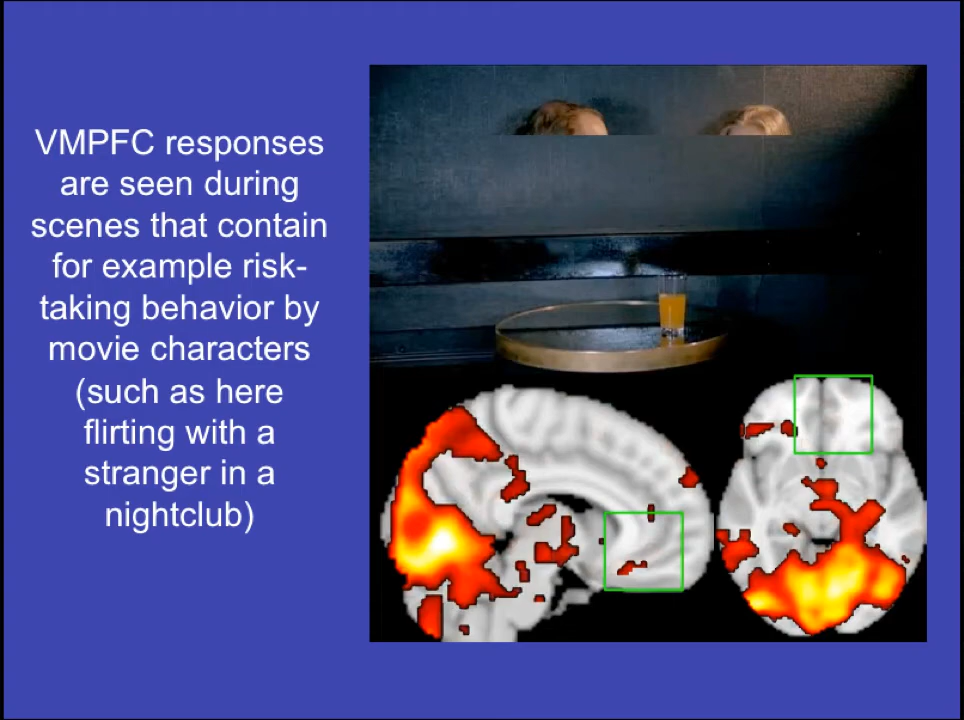 VMPFC responses
are seen during
scenes that contain
for example risk-
taking behavior by
movie characters
(such as here
flirting with a
stranger in a
nightclub)